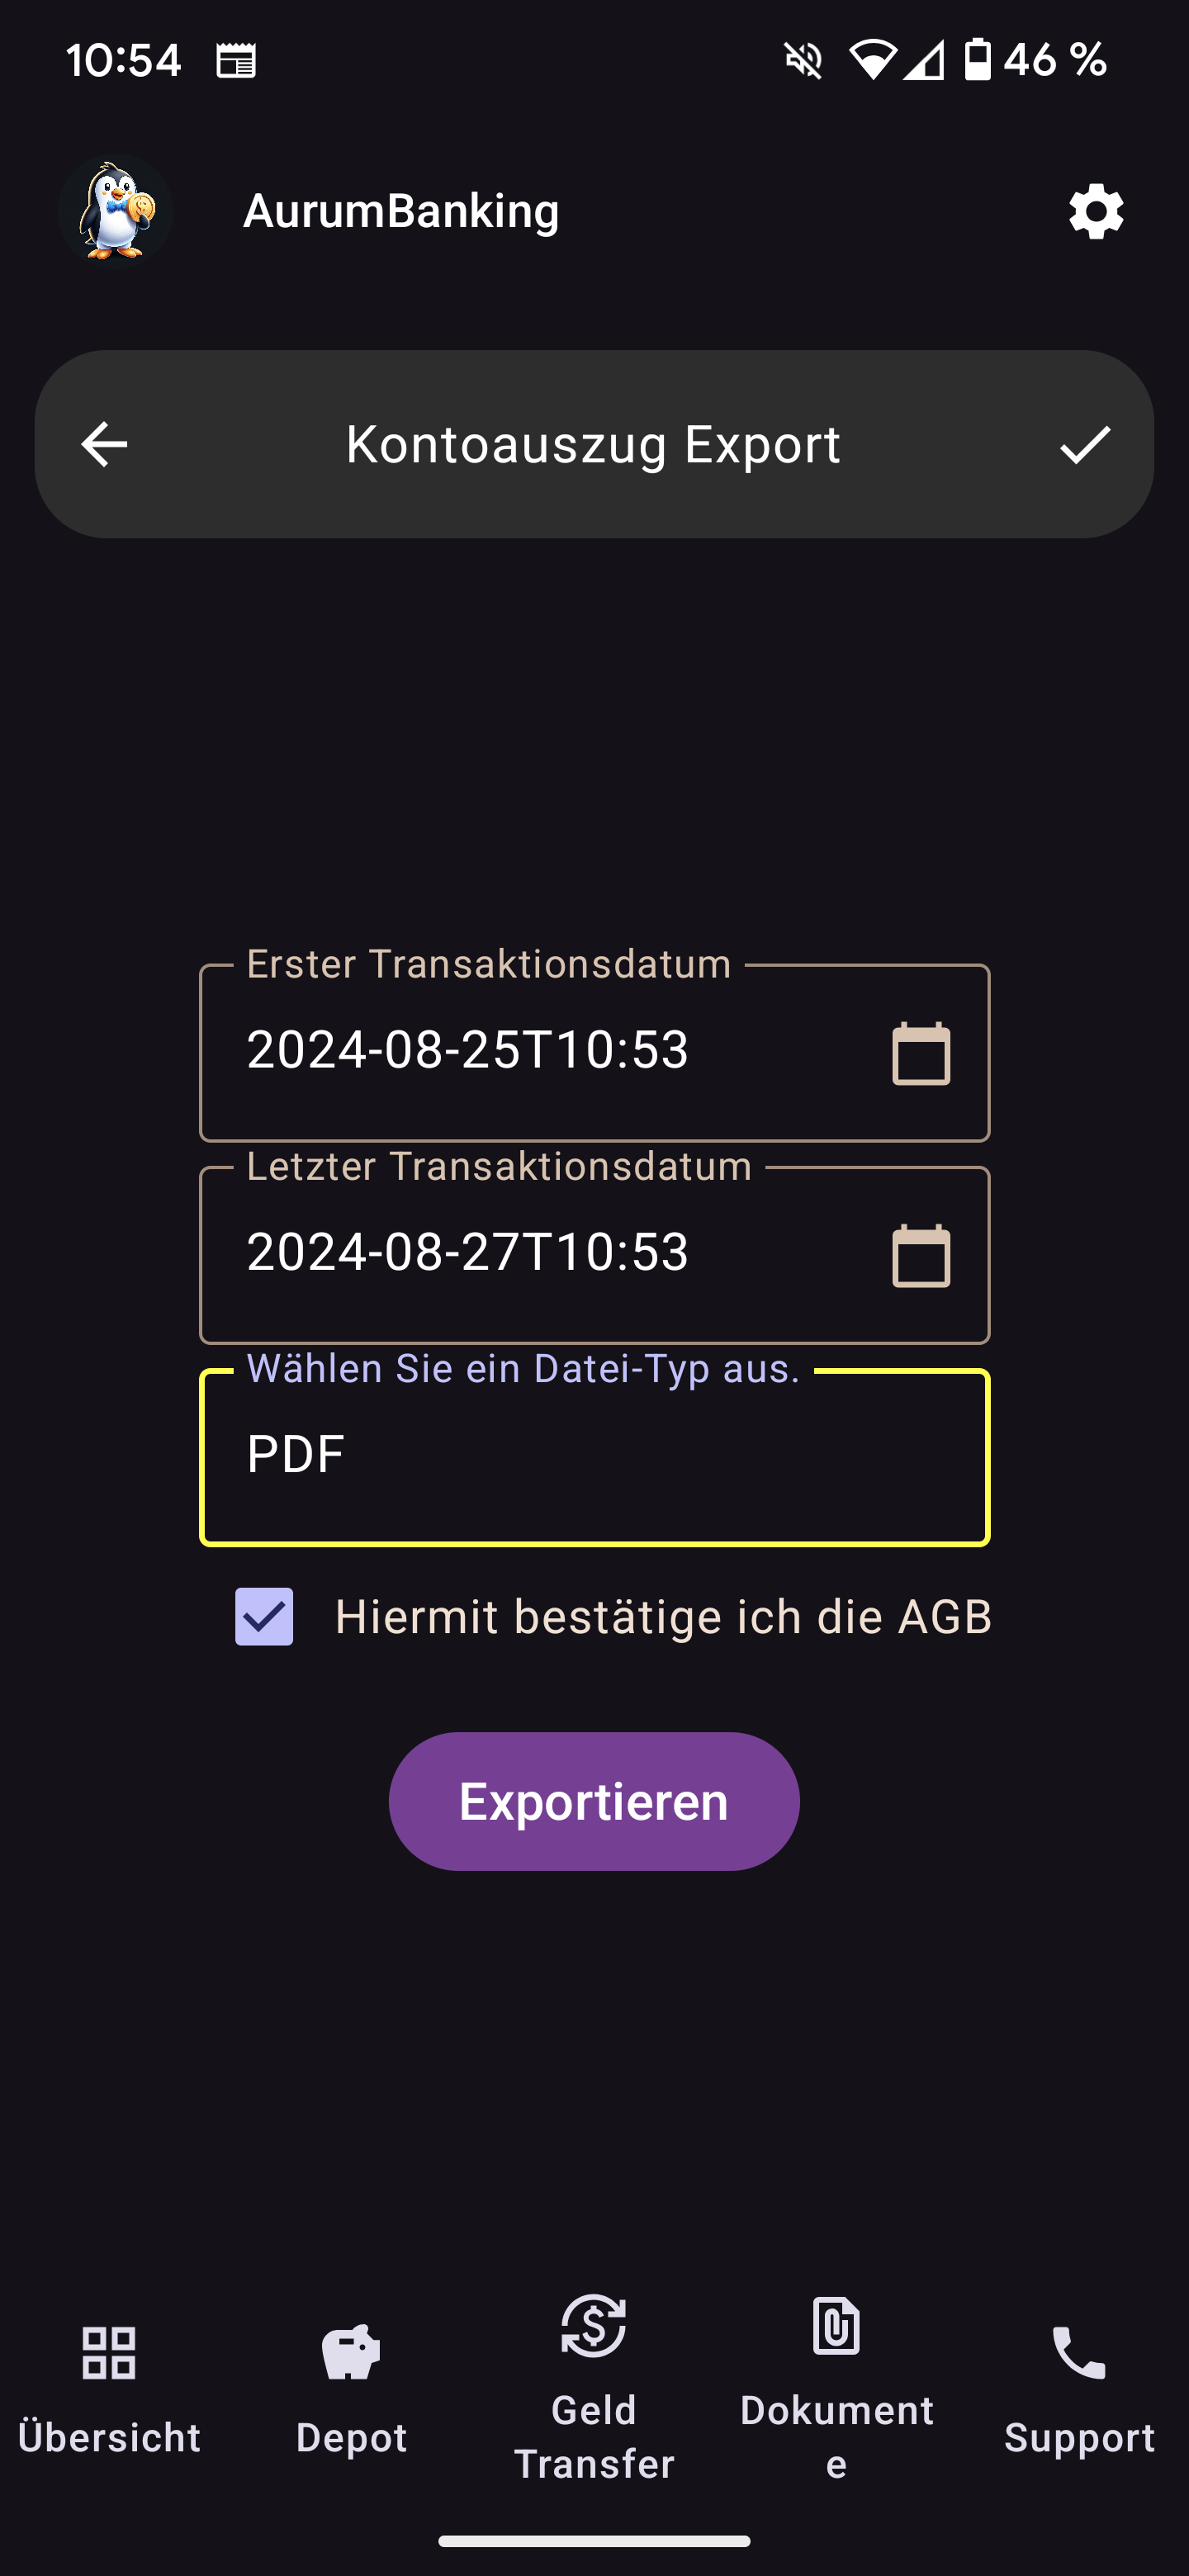 10:54
46 %
AurumBanking
Kontoauszug Export
Erster Transaktionsdatum
2024-08-25T10:53
Letzter Transaktionsdatum
2024-08-27T10:53
Wählen Sie ein Datei-Typ aus.
PDF
Hiermit bestätige ich die AGB
Exportieren
Übersicht
Depot
Geld
Transfer
Dokument
e
Support